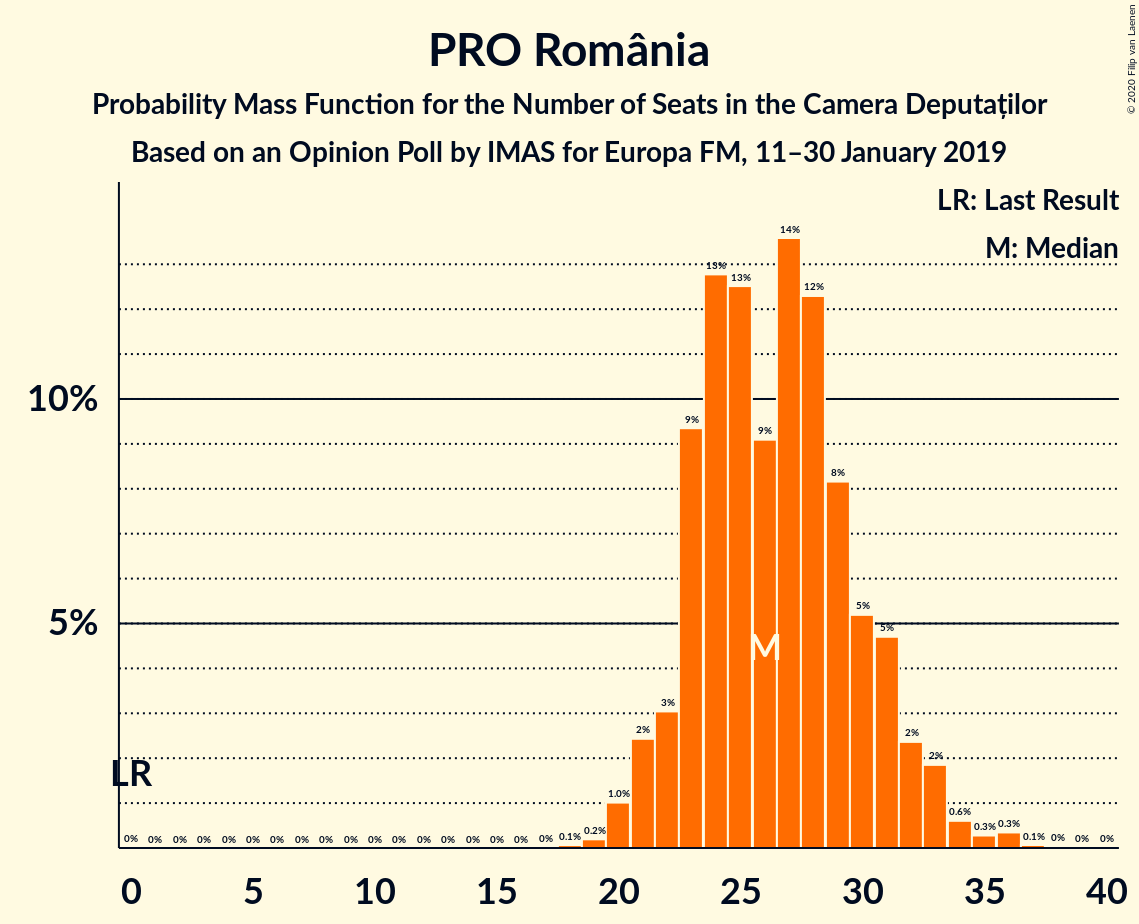 PRO România
Probability Mass Function for the Number of Seats in the Camera Deputaților
Based on an Opinion Poll by IMAS for Europa FM, 11–30 January 2019
© 2020 Filip van Laenen
LR: Last Result
M: Median
10%
5%
LR
M
0% 0% 0% 0% 0% 0% 0% 0% 0% 0% 0% 0% 0% 0% 0% 0% 0% 0% 0.1% 0.2% 1.0% 2% 3% 9% 13% 13% 9% 14% 12% 8% 5% 5% 2% 2% 0.6% 0.3% 0.3% 0.1% 0% 0% 0%
0 5 10 15 20 25 30 35 40